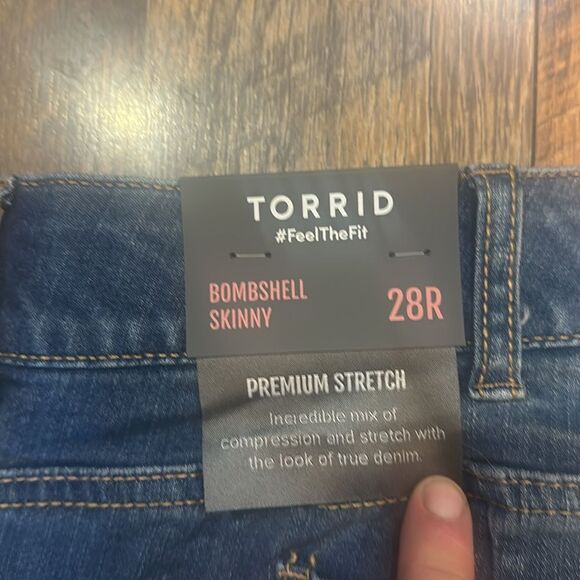 TORRID
#FeelTheFit
BOMBSHELL
SKINNY
28R
PREMIUM STRETCH
Incredible mix of
compression and stretch with
the look of true denim.